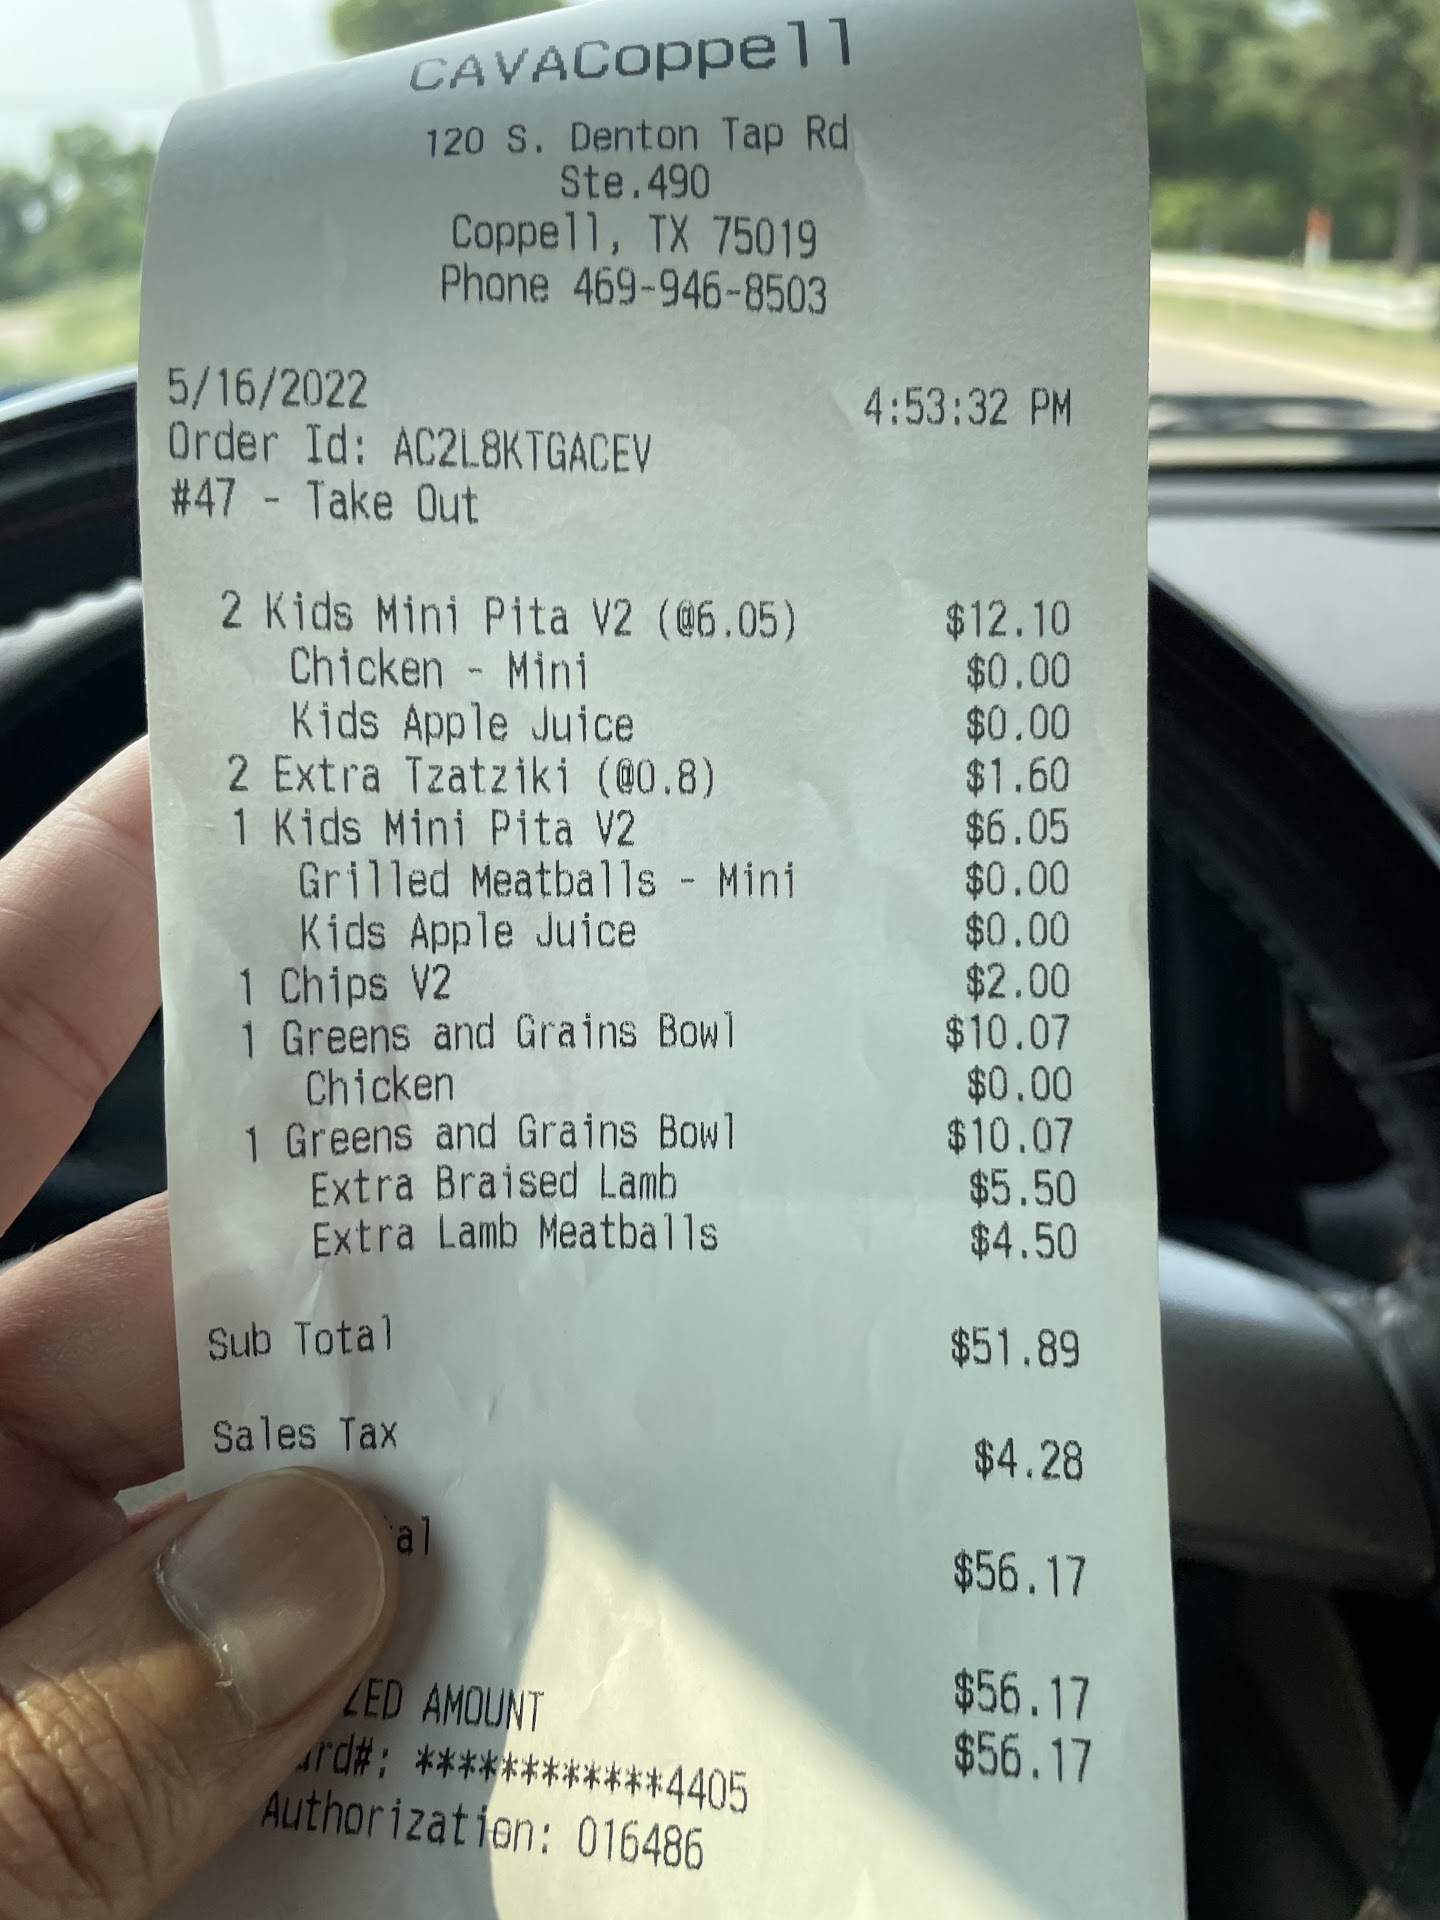 CAVACoppell
120 S. Denton Tap Rd
Ste.490
Coppell, TX 75019
Phone 469-946-8503
5/16/2022 4:53:32 PM
Order Id: AC2L8KTGACEV
#47 - Take Out
2 Kids Mini Pita V2 (@6.05) $12.10
Chicken - Mini $0.00
Kids Apple Juice $0.00
2 Extra Tzatziki (@0.8) $1.60
1 Kids Mini Pita V2 $6.05
Grilled Meatballs - Mini $0.00
Kids Apple Juice $0.00
1 Chips V2 $2.00
1 Greens and Grains Bowl $10.07
Chicken $0.00
1 Greens and Grains Bowl $10.07
Extra Braised Lamb $5.50
Extra Lamb Meatballs $4.50
Sub Total $51.89
Sales Tax $4.28
$56.17
AMOUNT $56.17
************4405 $56.17
Authorization: 016486